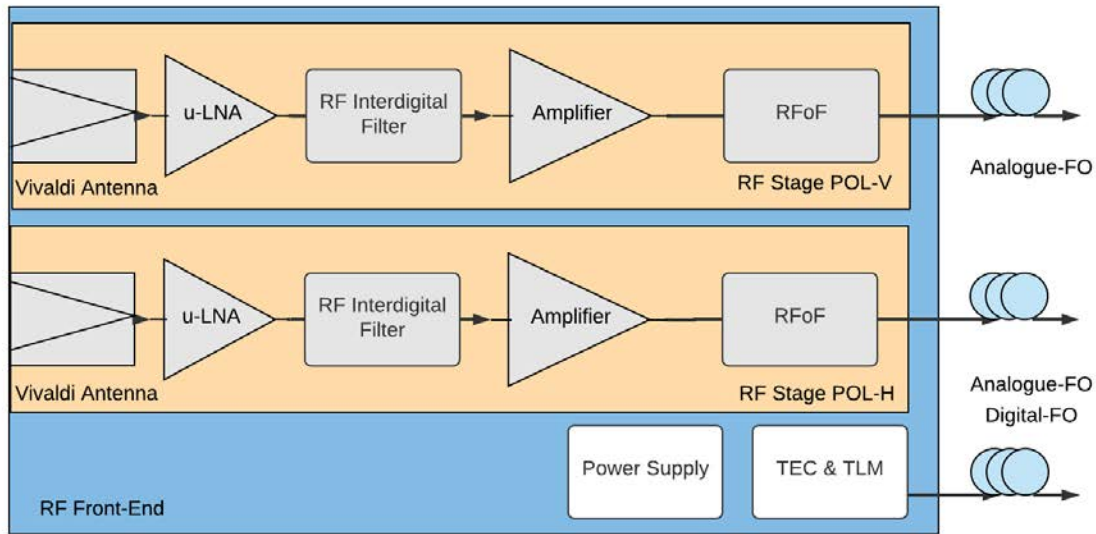 u-LNA
RF Interdigital
Filter
Amplifier
RFoF
Vivaldi Antenna
RF Stage POL-V
Analogue-FO
u-LNA
RF Interdigital
Filter
Amplifier
RFoF
Vivaldi Antenna
RF Stage POL-H
Analogue-FO
Digital-FO
Power Supply
TEC & TLM
RF Front-End